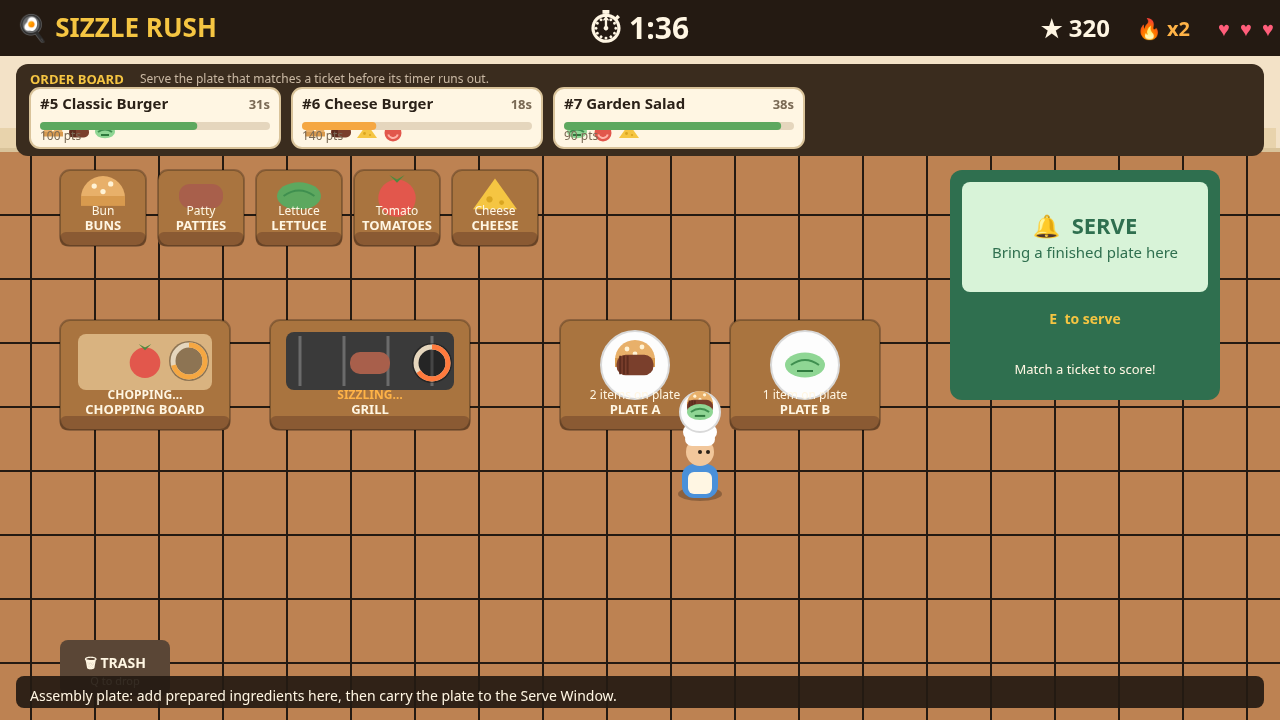 SIZZLE RUSH
1:36
★ 320
x2
ORDER BOARD
Serve the plate that matches a ticket before its timer runs out.
#5 Classic Burger
31s
100 pts
#6 Cheese Burger
18s
140 pts
#7 Garden Salad
38s
90 pts
Bun
BUNS
Patty
PATTIES
Lettuce
LETTUCE
Tomato
TOMATOES
Cheese
CHEESE
SERVE
Bring a finished plate here
E to serve
Match a ticket to score!
CHOPPING...
CHOPPING BOARD
SIZZLING...
GRILL
2 items on plate
PLATE A
1 item on plate
PLATE B
TRASH
Q to drop
Assembly plate: add prepared ingredients here, then carry the plate to the Serve Window.